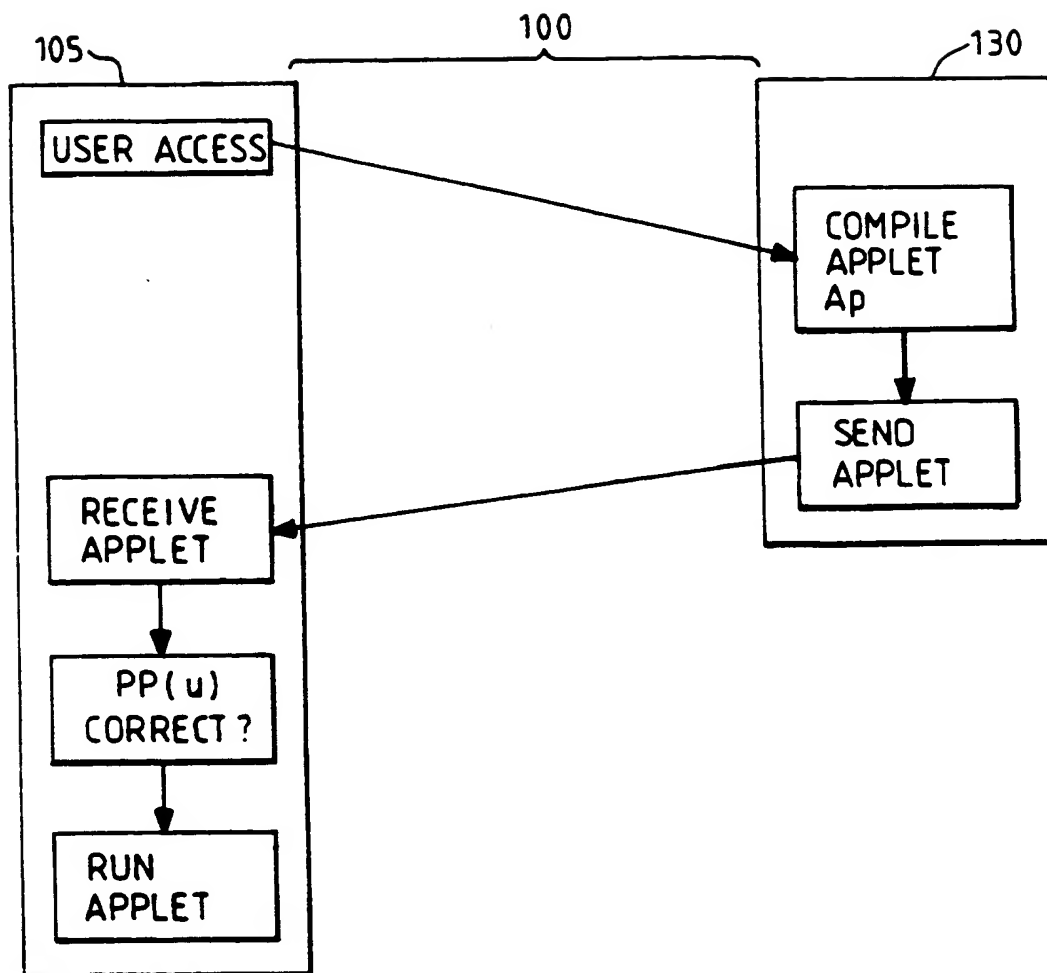 105
100
130
USER ACCESS
COMPILE
APPLET
Ap
SEND
APPLET
RECEIVE
APPLET
PP(u)
CORRECT?
RUN
APPLET